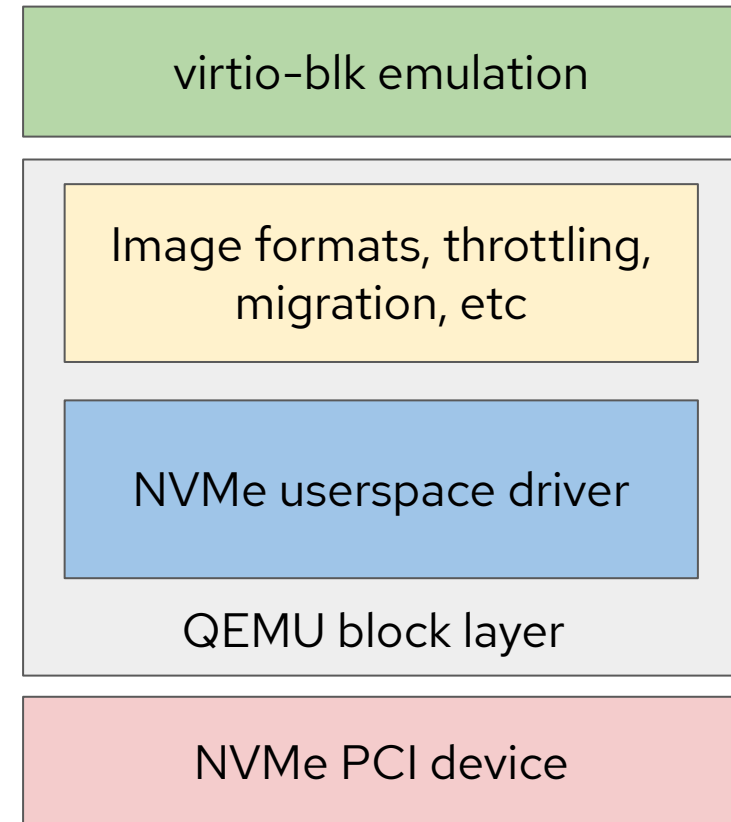 virtio-blk emulation
Image formats, throttling,
migration, etc
NVMe userspace driver
QEMU block layer
NVMe PCI device